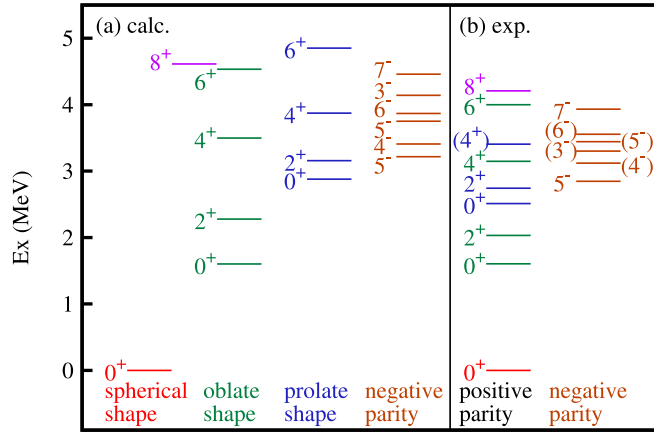 (a) calc.
(b) exp.
Ex (MeV)
5
4
3
2
1
0
8⁺
0⁺
spherical
shape
6⁺
4⁺
2⁺
0⁺
oblate
shape
6⁺
4⁺
2⁺
0⁺
prolate
shape
7⁻
3⁻
6⁻
5⁻
4⁻
5⁻
negative
parity
8⁺
6⁺
(4⁺)
4⁺
2⁺
0⁺
2⁺
0⁺
0⁺
positive
parity
7⁻
(6⁻)
(5⁻)
(3⁻)
(4⁻)
5⁻
negative
parity